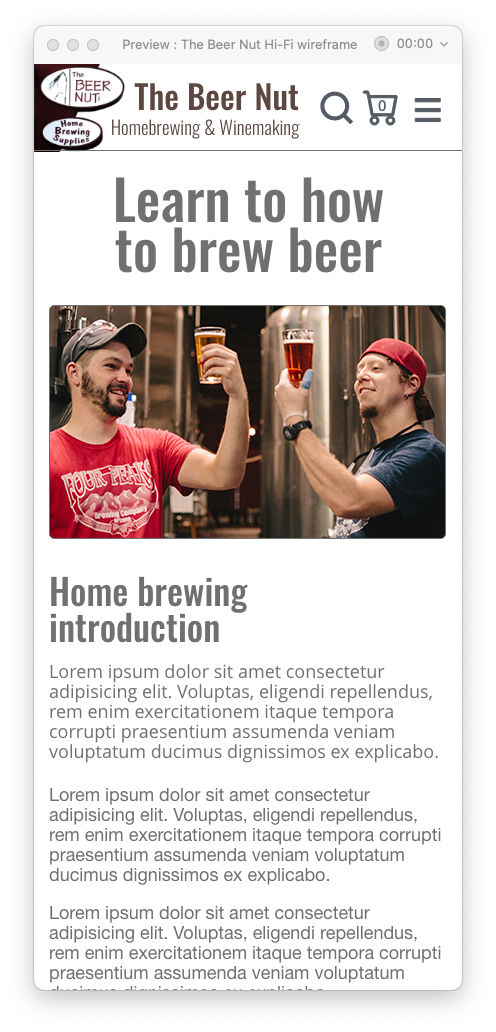 Preview : The Beer Nut Hi-Fi wireframe
00:00
The
BEER
NUT
Home
Brewing
Supplies
The Beer Nut
Homebrewing & Winemaking
0
Learn to how
to brew beer
FOUR PEAKS
Brewing Company
Home brewing
introduction
Lorem ipsum dolor sit amet consectetur
adipisicing elit. Voluptas, eligendi repellendus,
rem enim exercitationem itaque tempora
corrupti praesentium assumenda veniam
voluptatum ducimus dignissimos ex explicabo.
Lorem ipsum dolor sit amet consectetur
adipisicing elit. Voluptas, eligendi repellendus,
rem enim exercitationem itaque tempora corrupti
praesentium assumenda veniam voluptatum
ducimus dignissimos ex explicabo.
Lorem ipsum dolor sit amet consectetur
adipisicing elit. Voluptas, eligendi repellendus,
rem enim exercitationem itaque tempora corrupti
praesentium assumenda veniam voluptatum